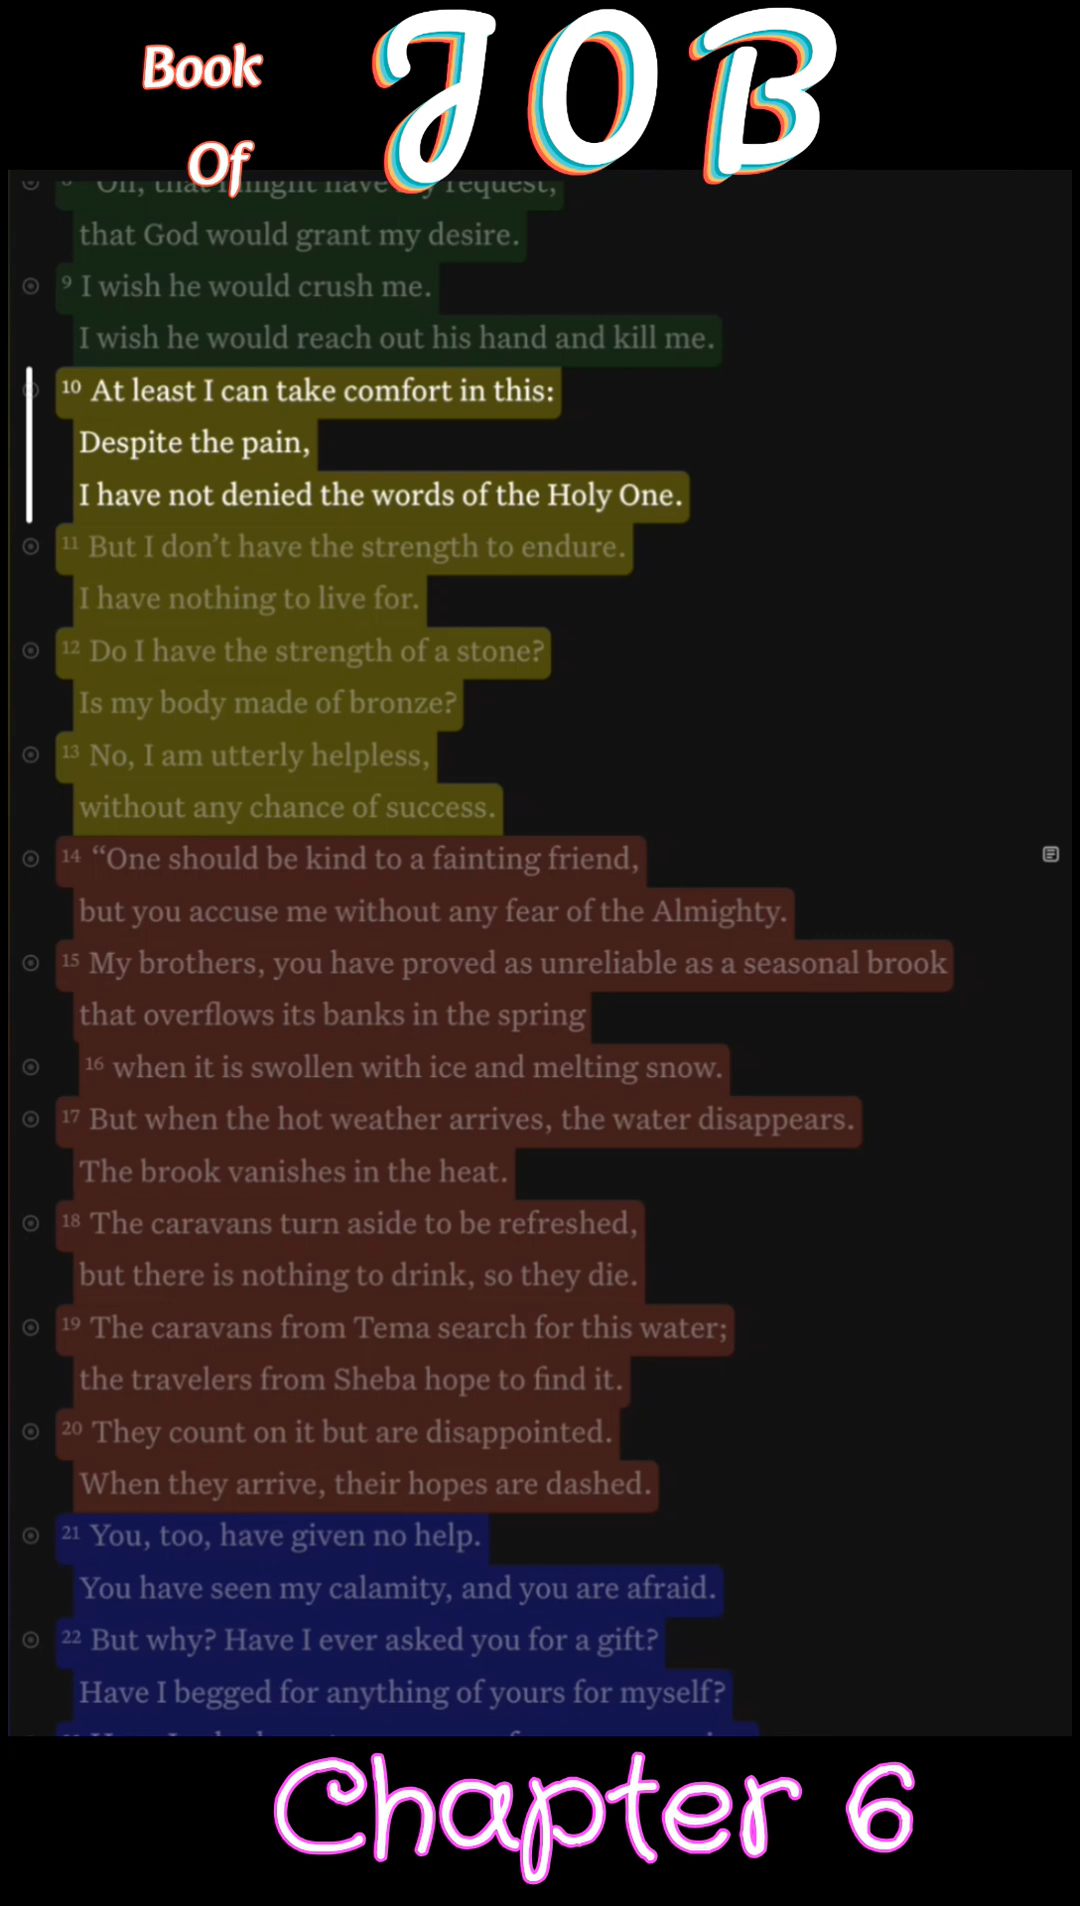 Book
Of
JOB
8 "Oh, that I might have my request,
that God would grant my desire.
9 I wish he would crush me.
I wish he would reach out his hand and kill me.
10 At least I can take comfort in this:
Despite the pain,
I have not denied the words of the Holy One.
11 But I don’t have the strength to endure.
I have nothing to live for.
12 Do I have the strength of a stone?
Is my body made of bronze?
13 No, I am utterly helpless,
without any chance of success.
14 “One should be kind to a fainting friend,
but you accuse me without any fear of the Almighty.
15 My brothers, you have proved as unreliable as a seasonal brook
that overflows its banks in the spring
16 when it is swollen with ice and melting snow.
17 But when the hot weather arrives, the water disappears.
The brook vanishes in the heat.
18 The caravans turn aside to be refreshed,
but there is nothing to drink, so they die.
19 The caravans from Tema search for this water;
the travelers from Sheba hope to find it.
20 They count on it but are disappointed.
When they arrive, their hopes are dashed.
21 You, too, have given no help.
You have seen my calamity, and you are afraid.
22 But why? Have I ever asked you for a gift?
Have I begged for anything of yours for myself?
Chapter 6